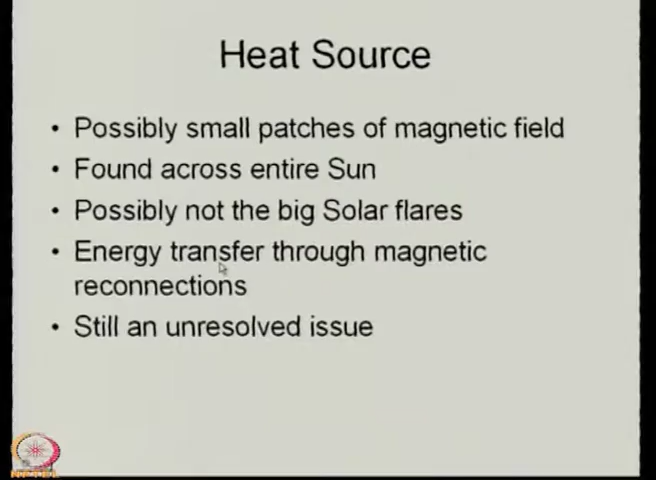 Heat Source
• Possibly small patches of magnetic field
• Found across entire Sun
• Possibly not the big Solar flares
• Energy transfer through magnetic
reconnections
• Still an unresolved issue